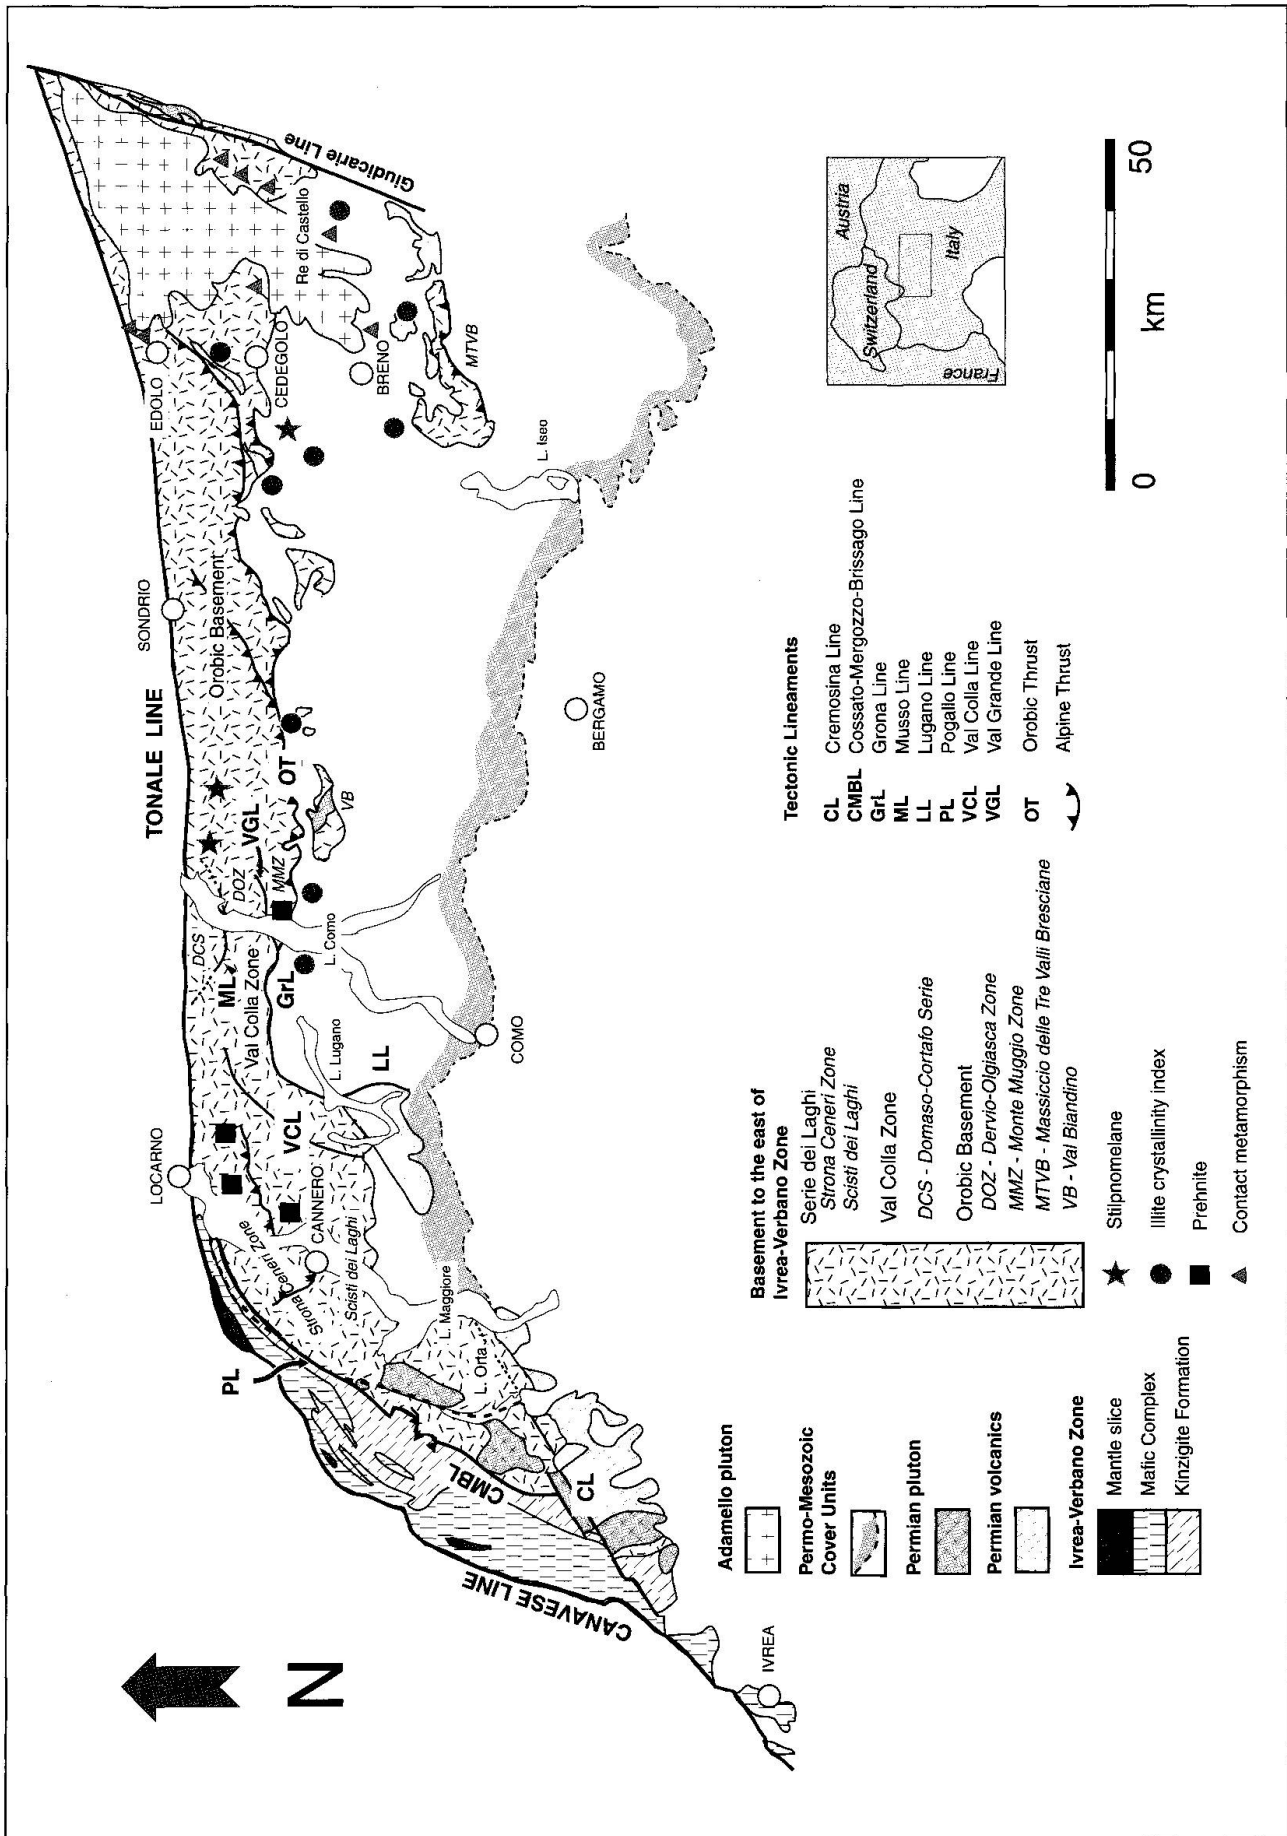 N
TONALE LINE
CANAVESE LINE
Giudicarie Line
LOCARNO
SONDRIO
EDOLO
CEDEGOLO
BRENO
Re di Castello
Orobic Basement
DCS
DOZ
MMZ
VGL
OT
VB
MTVB
ML
Val Colla Zone
GrL
L. Como
L. Lugano
LL
VCL
CANNERO
Strona Ceneri Zone
Scisti dei Laghi
PL
L. Maggiore
L. Orta
CMBL
CL
IVREA
COMO
BERGAMO
L. Iseo
Adamello pluton
Permo-Mesozoic
Cover Units
Permian pluton
Permian volcanics
Ivrea-Verbano Zone
Mantle slice
Mafic Complex
Kinzigite Formation
Basement to the east of
Ivrea-Verbano Zone
Serie dei Laghi
Strona Ceneri Zone
Scisti dei Laghi
Val Colla Zone
DCS - Domaso-Cortafo Serie
Orobic Basement
DOZ - Dervio-Olgiasca Zone
MMZ - Monte Muggio Zone
MTVB - Massiccio delle Tre Valli Bresciane
VB - Val Biandino
Stilpnomelane
Illite crystallinity index
Prehnite
Contact metamorphism
Tectonic Lineaments
CL Cremosina Line
CMBL Cossato-Mergozzo-Brissago Line
GrL Grona Line
ML Musso Line
LL Lugano Line
PL Pogallo Line
VCL Val Colla Line
VGL Val Grande Line
OT Orobic Thrust
Alpine Thrust
France
Switzerland
Austria
Italy
0 50
km